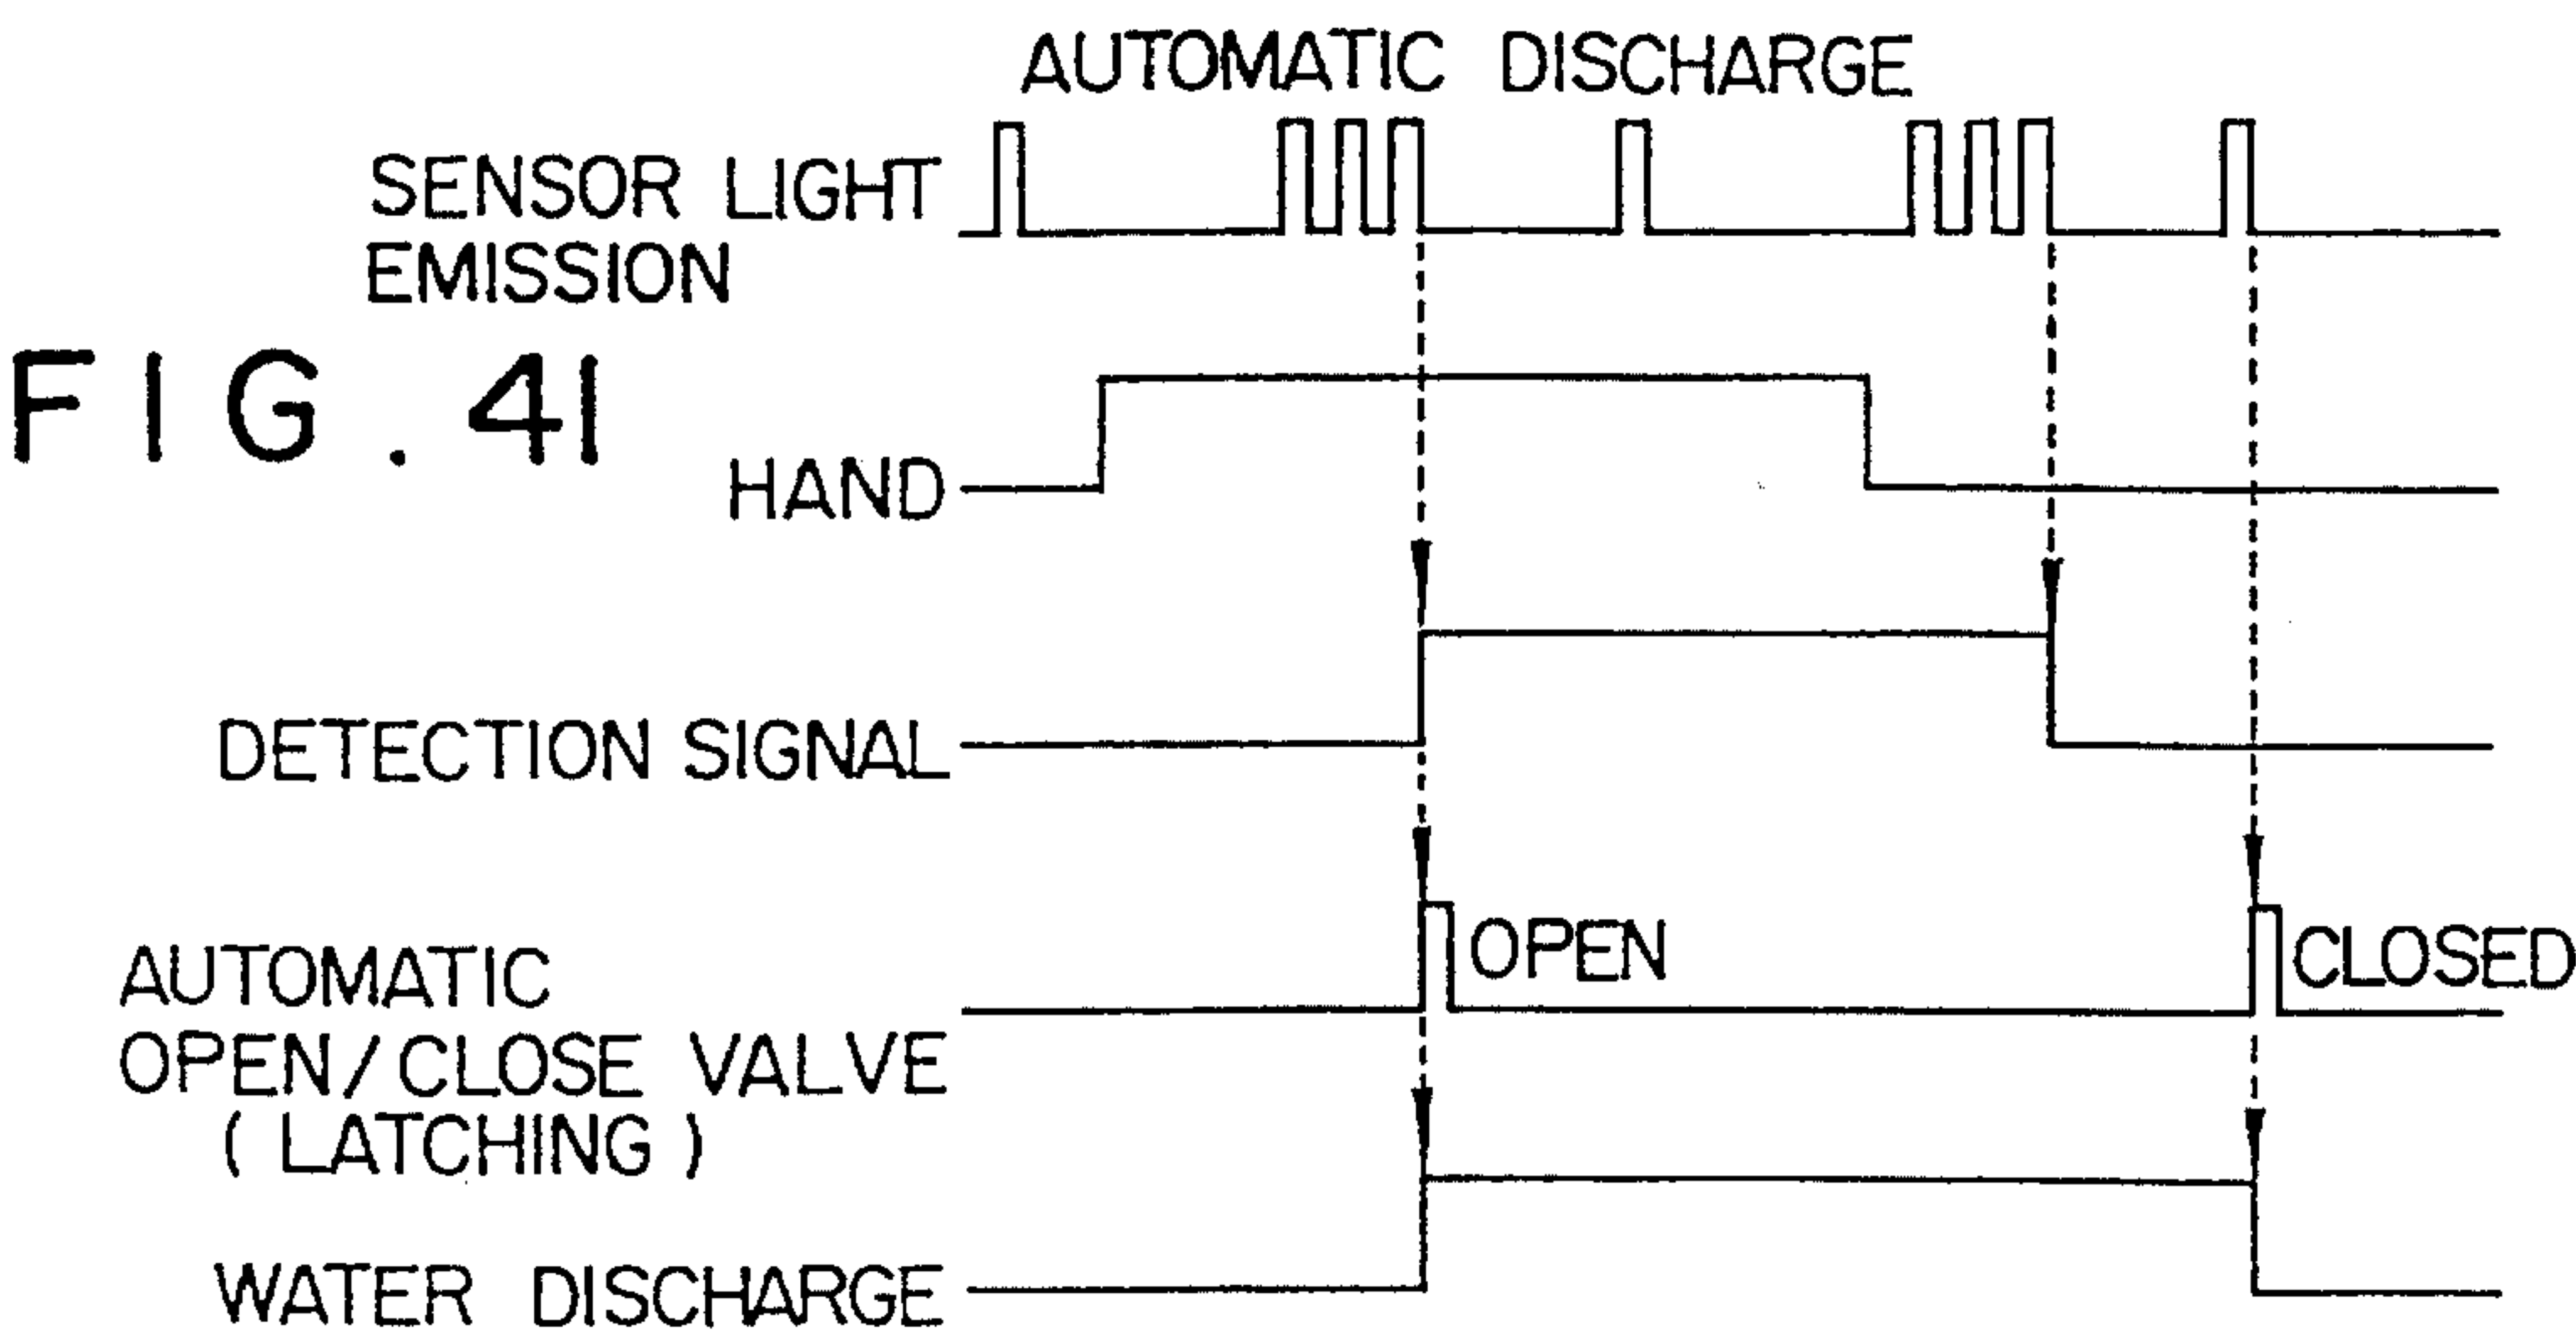 AUTOMATIC DISCHARGE
SENSOR LIGHT
EMISSION
FIG. 41
HAND
DETECTION SIGNAL
OPEN
CLOSED
AUTOMATIC
OPEN/CLOSE VALVE
(LATCHING)
WATER DISCHARGE